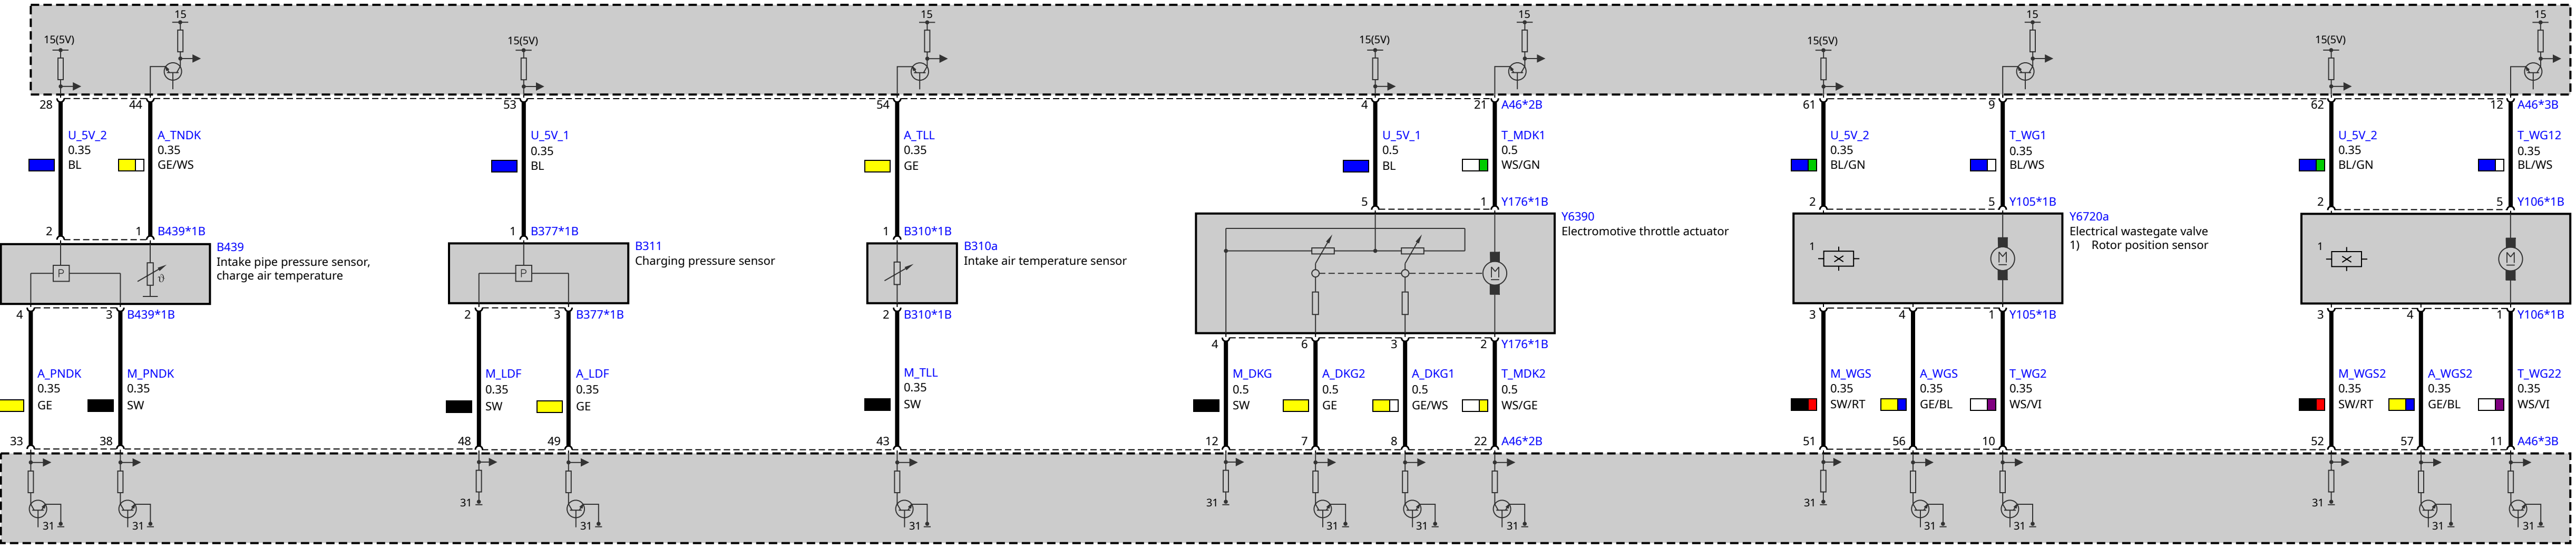 15 15 15 15 15
15(5V) 15(5V) 15(5V) 15(5V) 15(5V)
28 44 53 54 4 21 A46*2B 61 9 62 12 A46*3B
U_5V_2 A_TNDK U_5V_1 A_TLL U_5V_1 T_MDK1 U_5V_2 T_WG1 U_5V_2 T_WG12
0.35 0.35 0.35 0.35 0.5 0.5 0.35 0.35 0.35 0.35
BL GE/WS BL GE BL WS/GN BL/GN BL/WS BL/GN BL/WS
5 1 Y176*1B 2 5 Y105*1B 2 5 Y106*1B
2 1 B439*1B 1 B377*1B 1 B310*1B
B439
Intake pipe pressure sensor,
charge air temperature
P ϑ
B311
Charging pressure sensor
P
B310a
Intake air temperature sensor
Y6390
Electromotive throttle actuator
M
Y6720a
Electrical wastegate valve
1) Rotor position sensor
1 X M
1 X M
4 3 B439*1B 2 3 B377*1B 2 B310*1B 3 4 1 Y105*1B 3 4 1 Y106*1B
4 6 3 2 Y176*1B
A_PNDK M_PNDK M_LDF A_LDF M_TLL M_DKG A_DKG2 A_DKG1 T_MDK2 M_WGS A_WGS T_WG2 M_WGS2 A_WGS2 T_WG22
0.35 0.35 0.35 0.35 0.35 0.5 0.5 0.5 0.5 0.35 0.35 0.35 0.35 0.35 0.35
GE SW SW GE SW SW GE GE/WS WS/GE SW/RT GE/BL WS/VI SW/RT GE/BL WS/VI
33 38 48 49 43 12 7 8 22 A46*2B 51 56 10 52 57 11 A46*3B
31 31 31 31
31 31 31 31 31 31 31 31 31 31 31